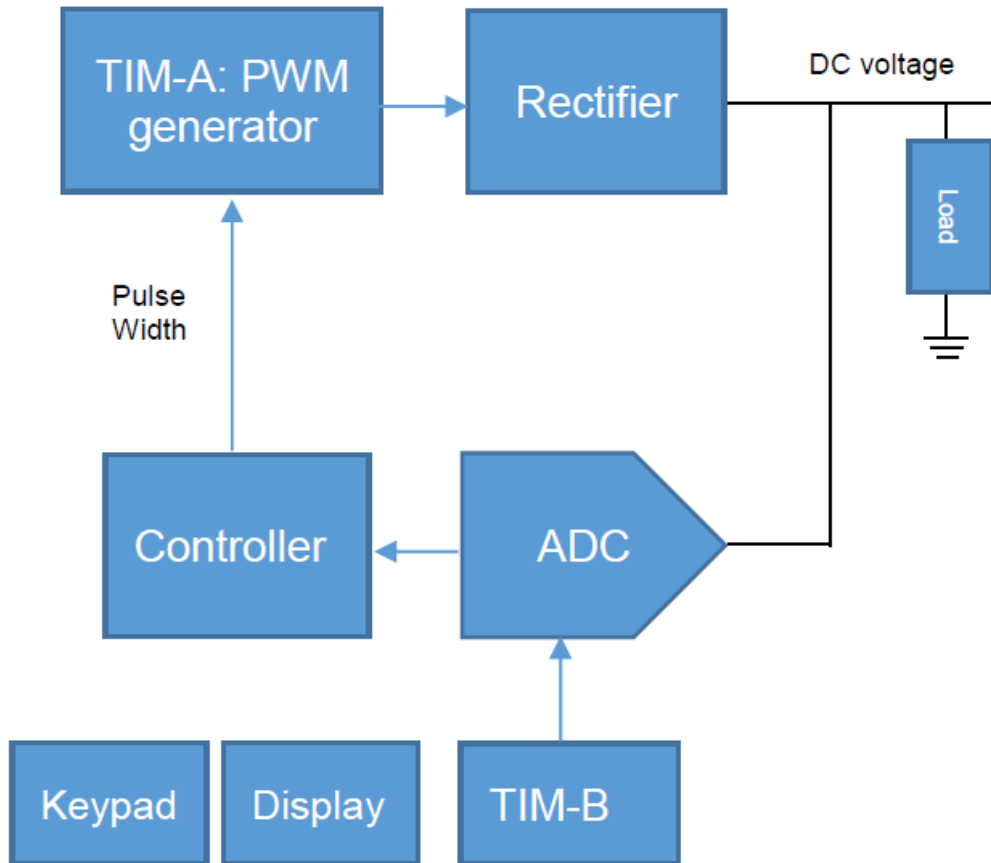 TIM-A: PWM
generator
Rectifier
DC voltage
Load
Pulse
Width
Controller
ADC
Keypad
Display
TIM-B